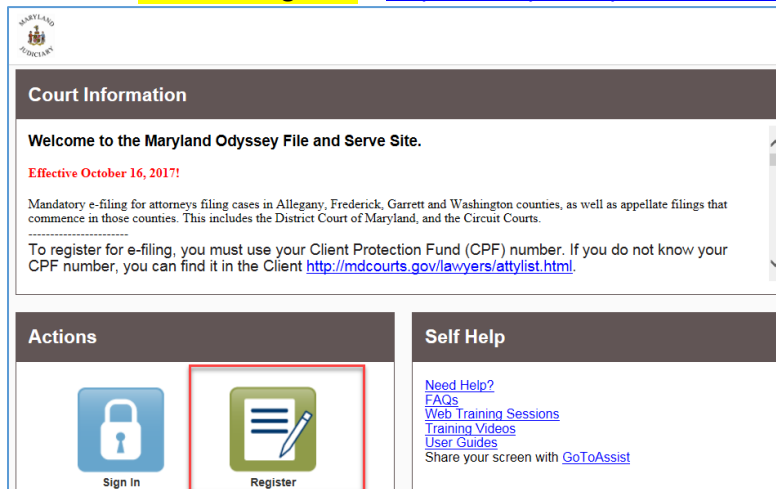 MARYLAND
JUDICIARY
Court Information
Welcome to the Maryland Odyssey File and Serve Site.
Effective October 16, 2017!
Mandatory e-filing for attorneys filing cases in Allegany, Frederick, Garrett and Washington counties, as well as appellate filings that
commence in those counties. This includes the District Court of Maryland, and the Circuit Courts.
-----------------------
To register for e-filing, you must use your Client Protection Fund (CPF) number. If you do not know your
CPF number, you can find it in the Client http://mdcourts.gov/lawyers/attylist.html.
Actions
Self Help
Need Help?
FAQs
Web Training Sessions
Training Videos
User Guides
Share your screen with GoToAssist
Sign In
Register